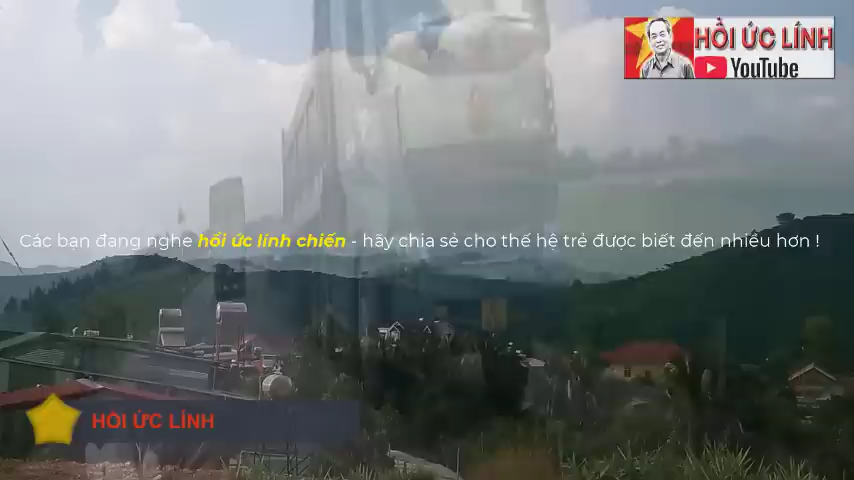 HỒI ỨC LÍNH
YouTube
Các bạn đang nghe hồi ức lính chiến - hãy chia sẻ cho thế hệ trẻ được biết đến nhiều hơn !
HỒI ỨC LÍNH